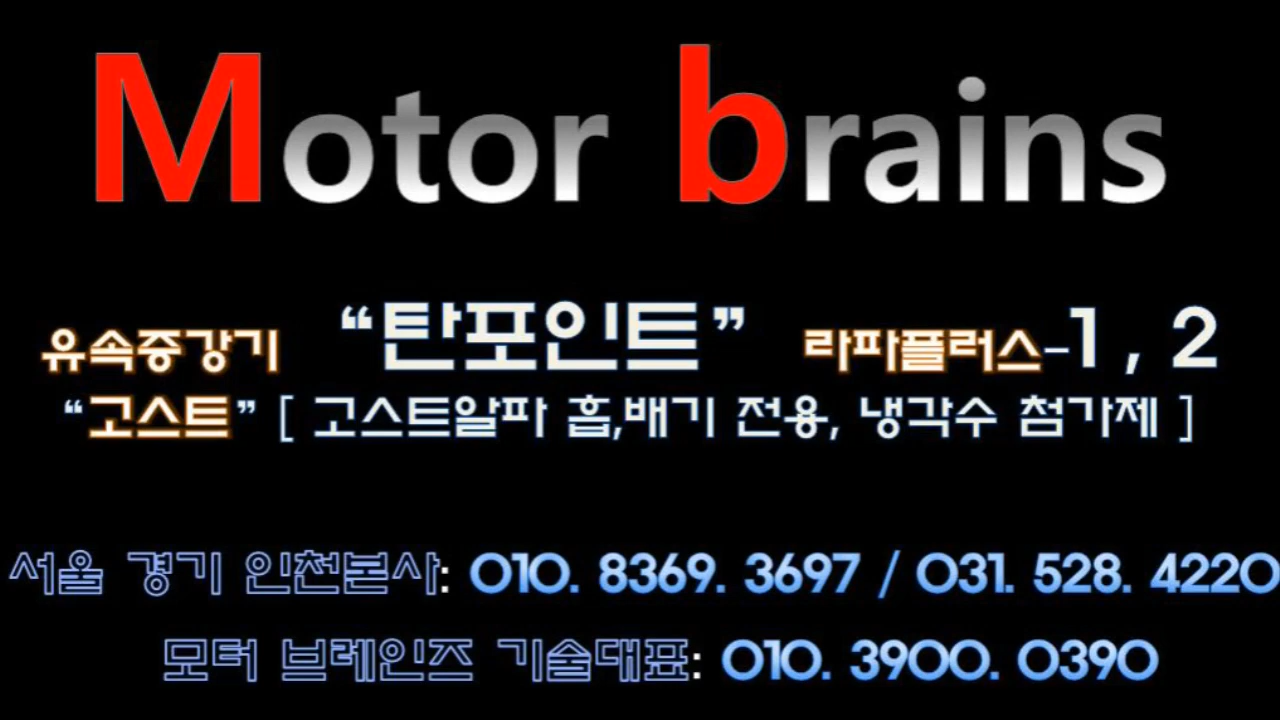 Motor brains
유속증강기 “탄포인트” 라파플러스-1 , 2
“고스트” [ 고스트알파 흡,배기 전용, 냉각수 첨가제 ]
서울 경기 인천본사: 010. 8369. 3697 / 031. 528. 4220
모터 브레인즈 기술대표: 010. 3900. 0390